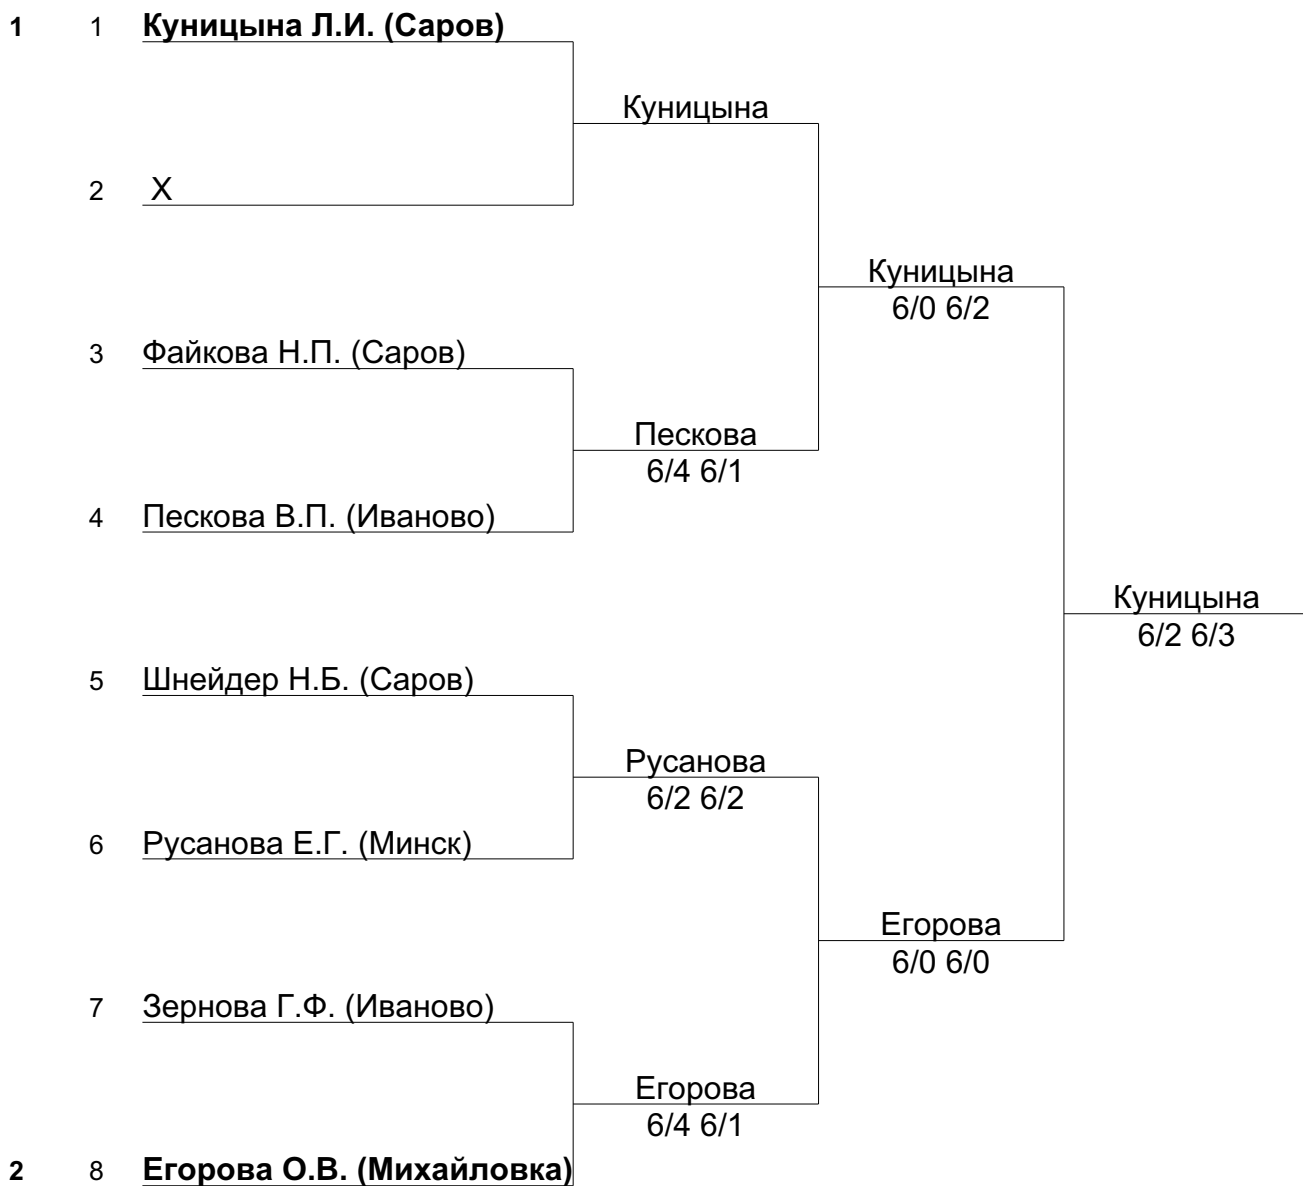 1 1 Куницына Л.И. (Саров)
Куницына
2 Х
Куницына
6/0 6/2
3 Файкова Н.П. (Саров)
Пескова
6/4 6/1
4 Пескова В.П. (Иваново)
Куницына
6/2 6/3
5 Шнейдер Н.Б. (Саров)
Русанова
6/2 6/2
6 Русанова Е.Г. (Минск)
Егорова
6/0 6/0
7 Зернова Г.Ф. (Иваново)
Егорова
6/4 6/1
2 8 Егорова О.В. (Михайловка)